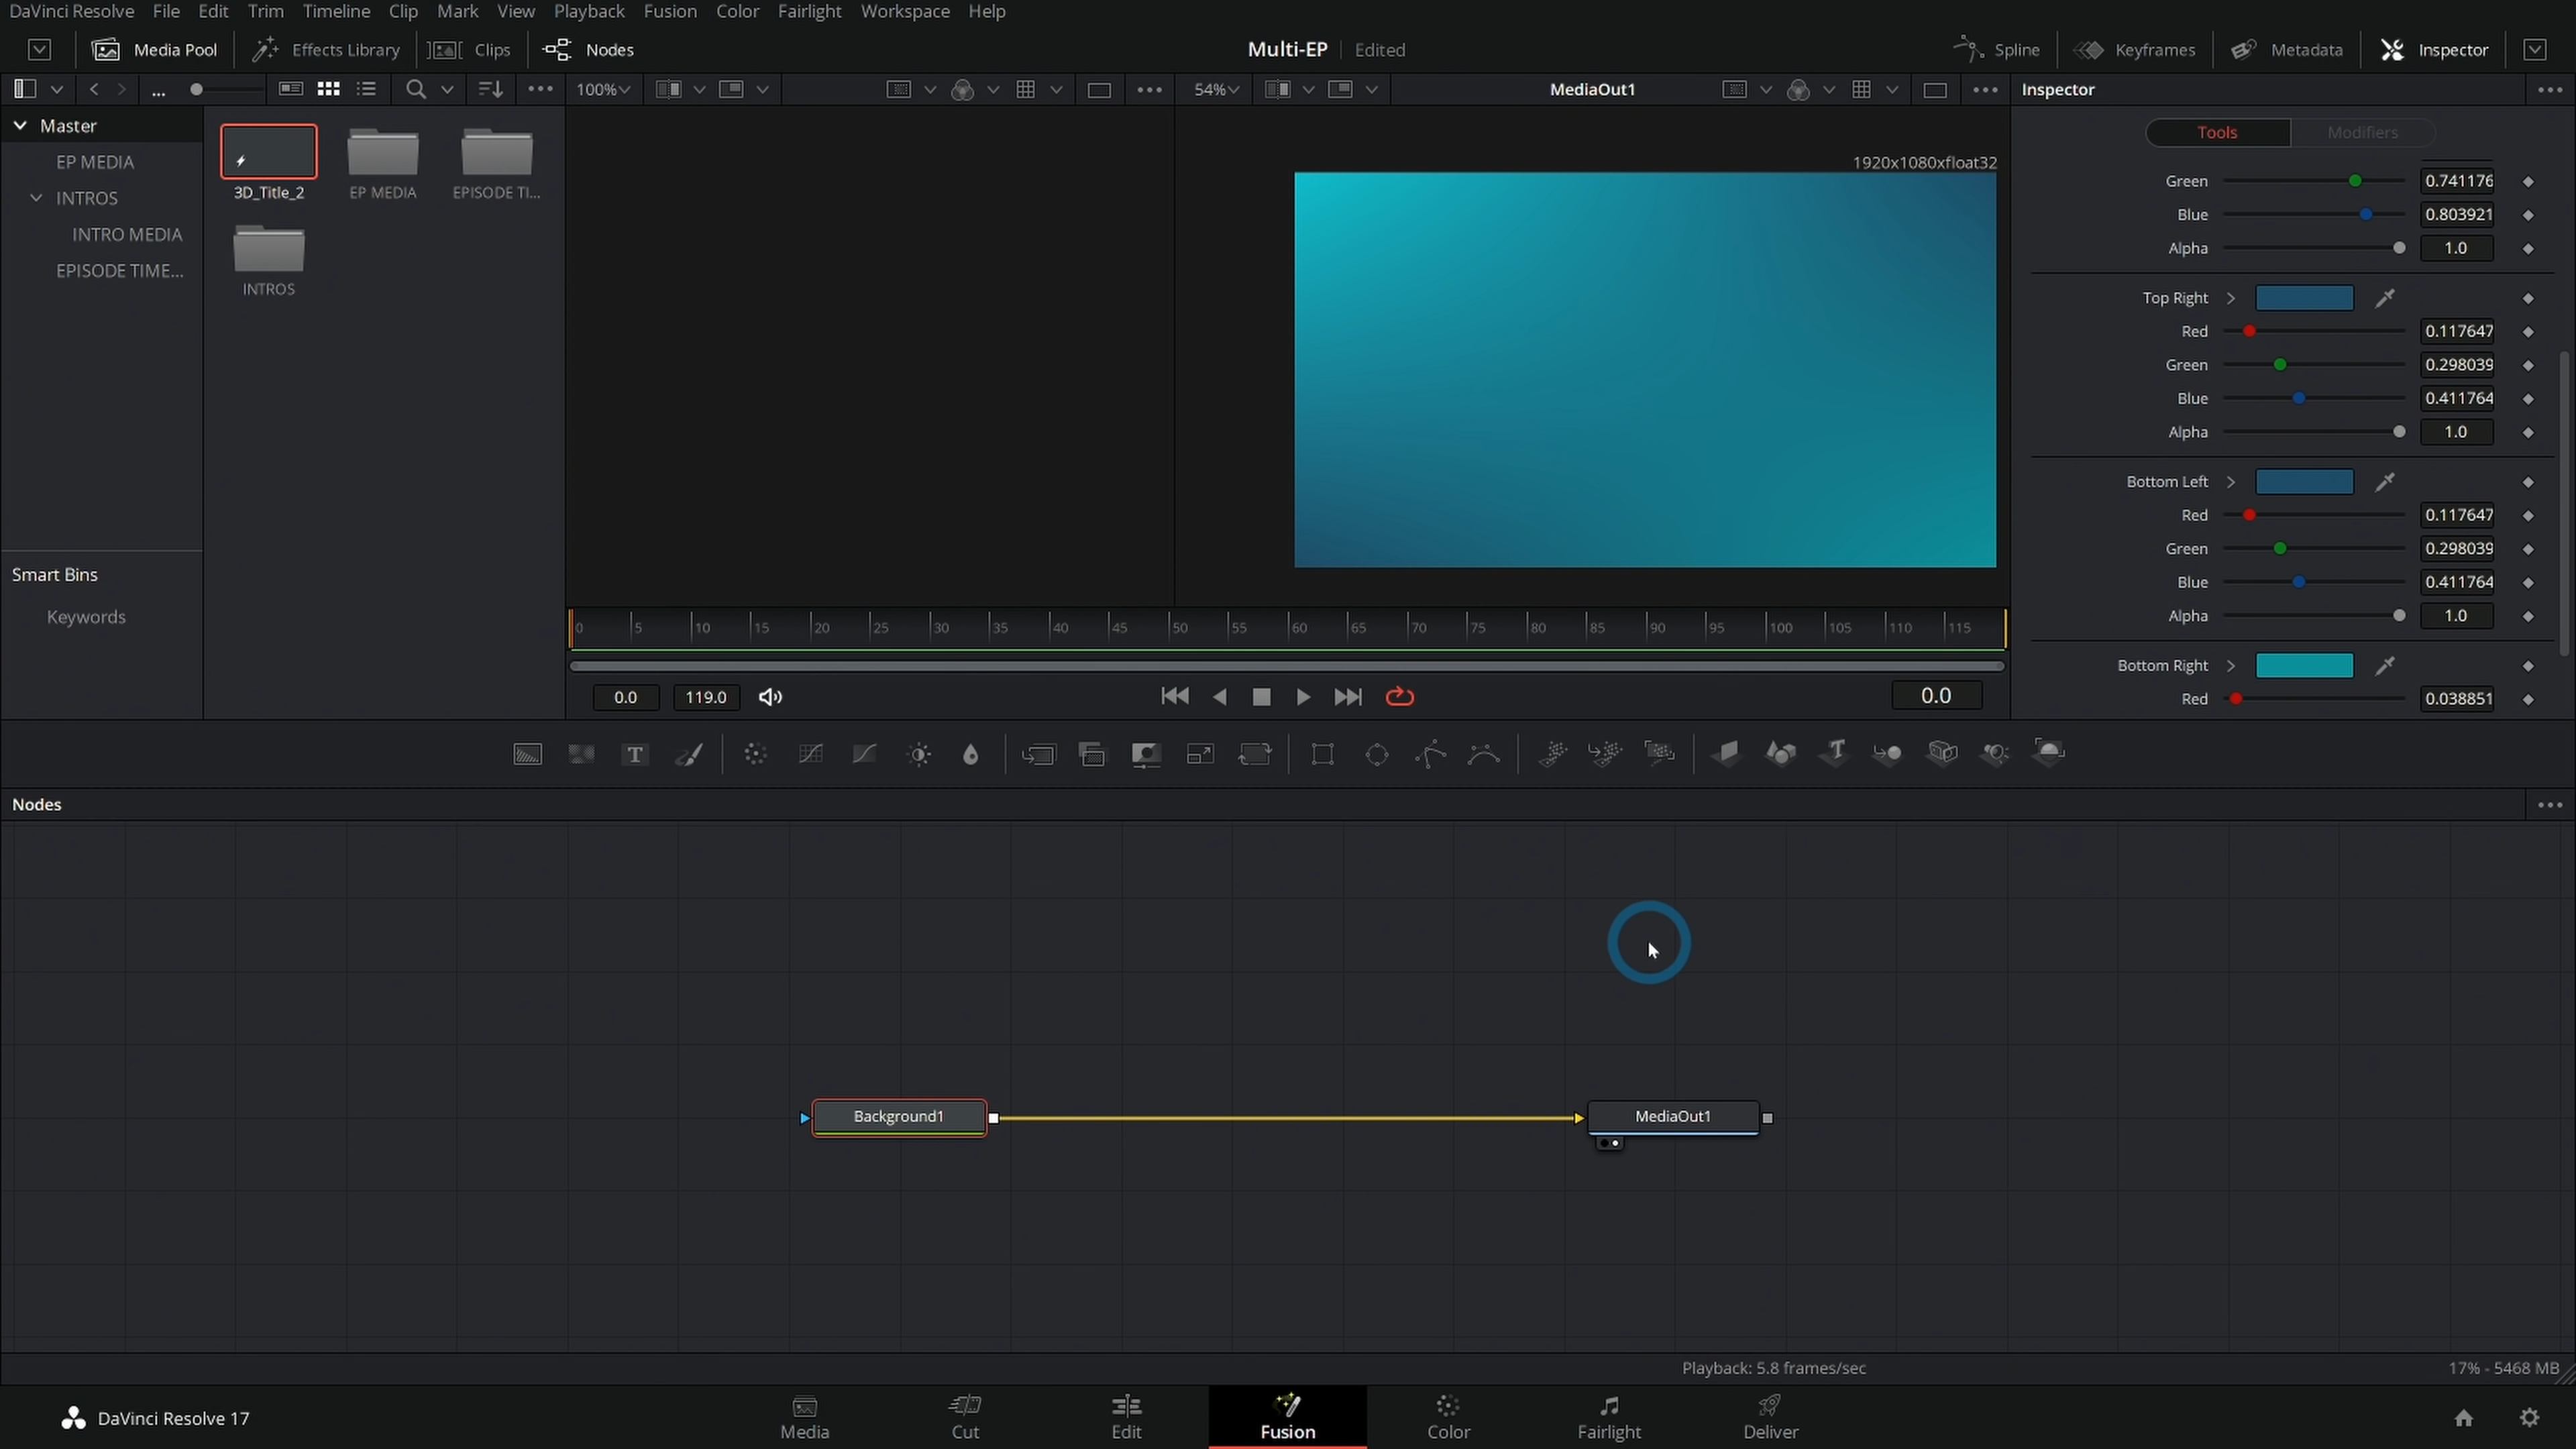 DaVinci Resolve File Edit Trim Timeline Clip Mark View Playback Fusion Color Fairlight Workspace Help
Media Pool Effects Library Clips Nodes Multi-EP Edited Spline Keyframes Metadata Inspector
... 100% 54% MediaOut1 Inspector
Master
EP MEDIA
INTROS
INTRO MEDIA
EPISODE TIME...
Smart Bins
Keywords
3D_Title_2 EP MEDIA EPISODE TI...
INTROS
1920x1080xfloat32
0 5 10 15 20 25 30 35 40 45 50 55 60 65 70 75 80 85 90 95 100 105 110 115
0.0 119.0 0.0
Tools Modifiers
Green 0.741176
Blue 0.803921
Alpha 1.0
Top Right
Red 0.117647
Green 0.298039
Blue 0.411764
Alpha 1.0
Bottom Left
Red 0.117647
Green 0.298039
Blue 0.411764
Alpha 1.0
Bottom Right
Red 0.038851
T T
Nodes
Background1 MediaOut1
Playback: 5.8 frames/sec 17% - 5468 MB
DaVinci Resolve 17 Media Cut Edit Fusion Color Fairlight Deliver